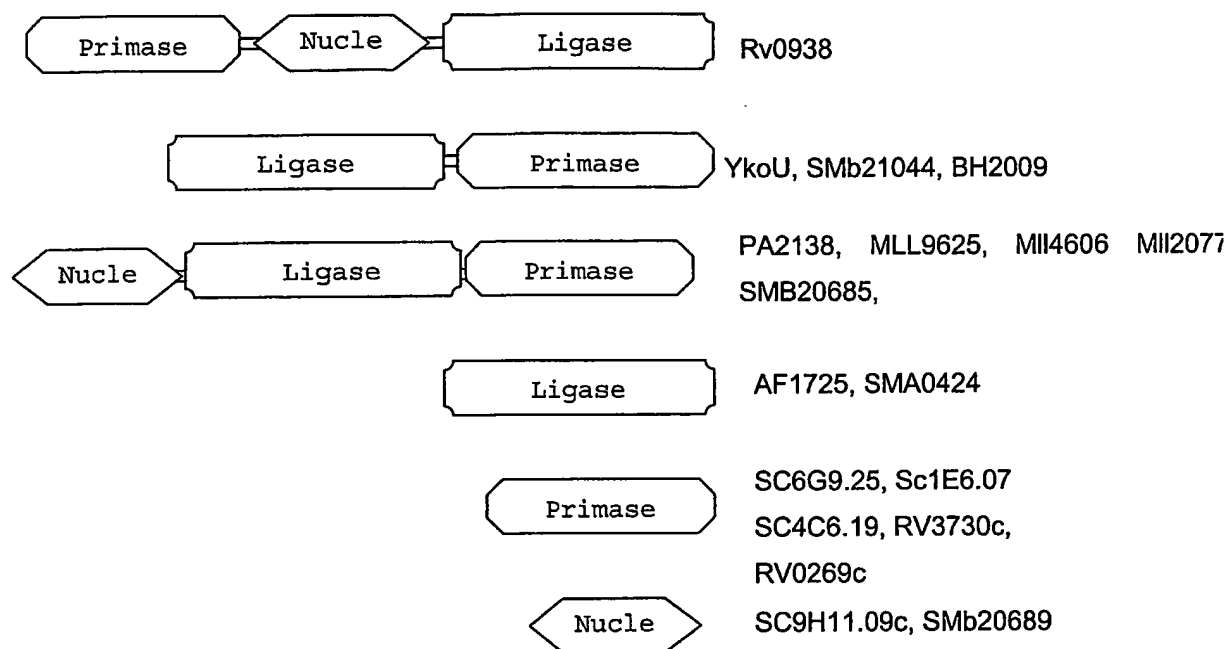 Primase Nucle Ligase Rv0938
Ligase Primase YkoU, SMb21044, BH2009
Nucle Ligase Primase PA2138, MLL9625, Mll4606 Mll2077
SMB20685,
Ligase AF1725, SMA0424
Primase SC6G9.25, Sc1E6.07
SC4C6.19, RV3730c,
RV0269c
Nucle SC9H11.09c, SMb20689